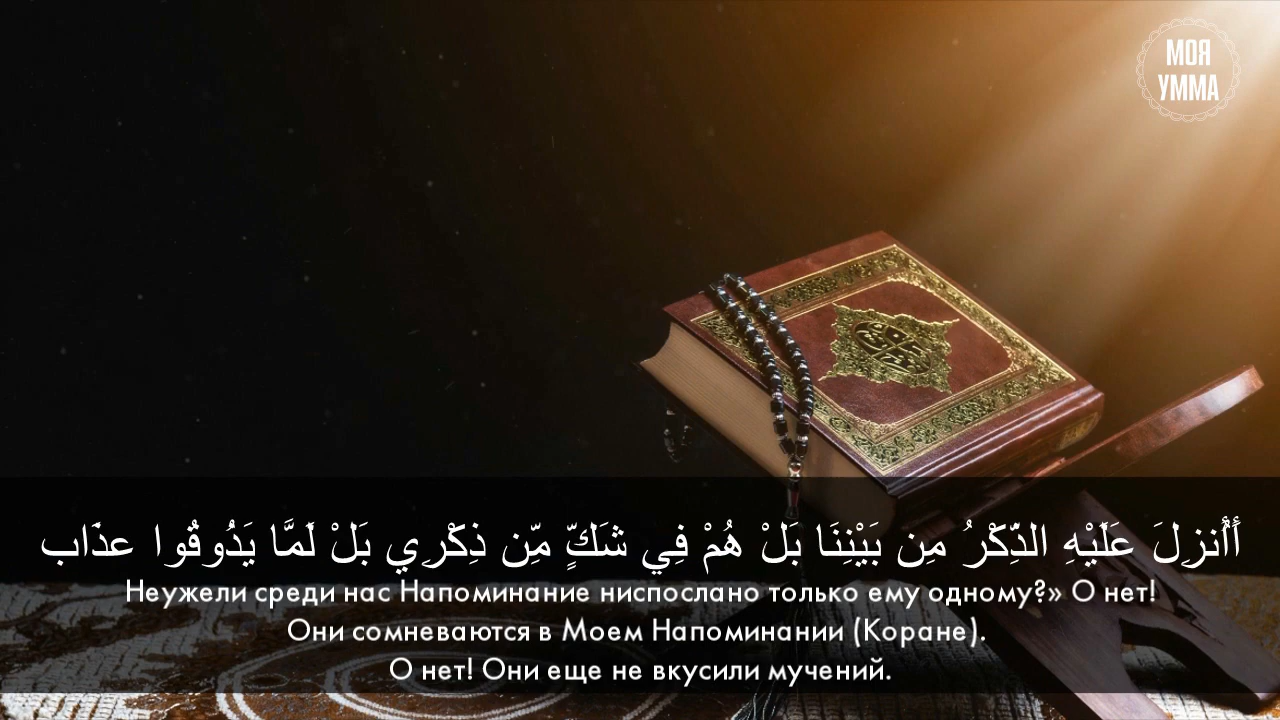 МОЯ
УММА
أَأُنزِلَ عَلَيْهِ الذِّكْرُ مِن بَيْنِنَا بَلْ هُمْ فِي شَكٍّ مِّن ذِكْرِي بَلْ لَمَّا يَذُوقُوا عذَاب
Неужели среди нас Напоминание ниспослано только ему одному?» О нет!
Они сомневаются в Моем Напоминании (Коране).
О нет! Они еще не вкусили мучений.